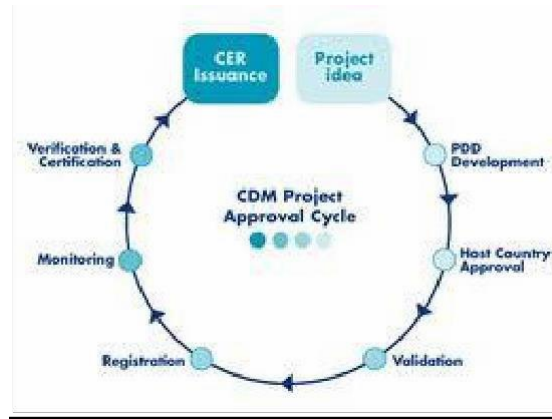 CER
Issuance
Project
idea
PDD
Development
Host Country
Approval
Validation
Registration
Monitoring
Verification &
Certification
CDM Project
Approval Cycle